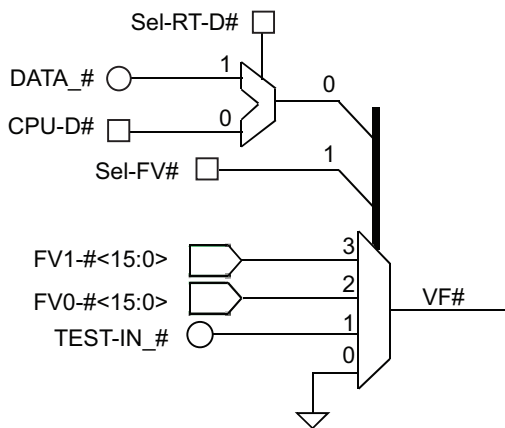 Sel-RT-D#
DATA_#
1
0
CPU-D#
0
Sel-FV#
1
FV1-#<15:0>
3
FV0-#<15:0>
2
VF#
TEST-IN_#
1
0